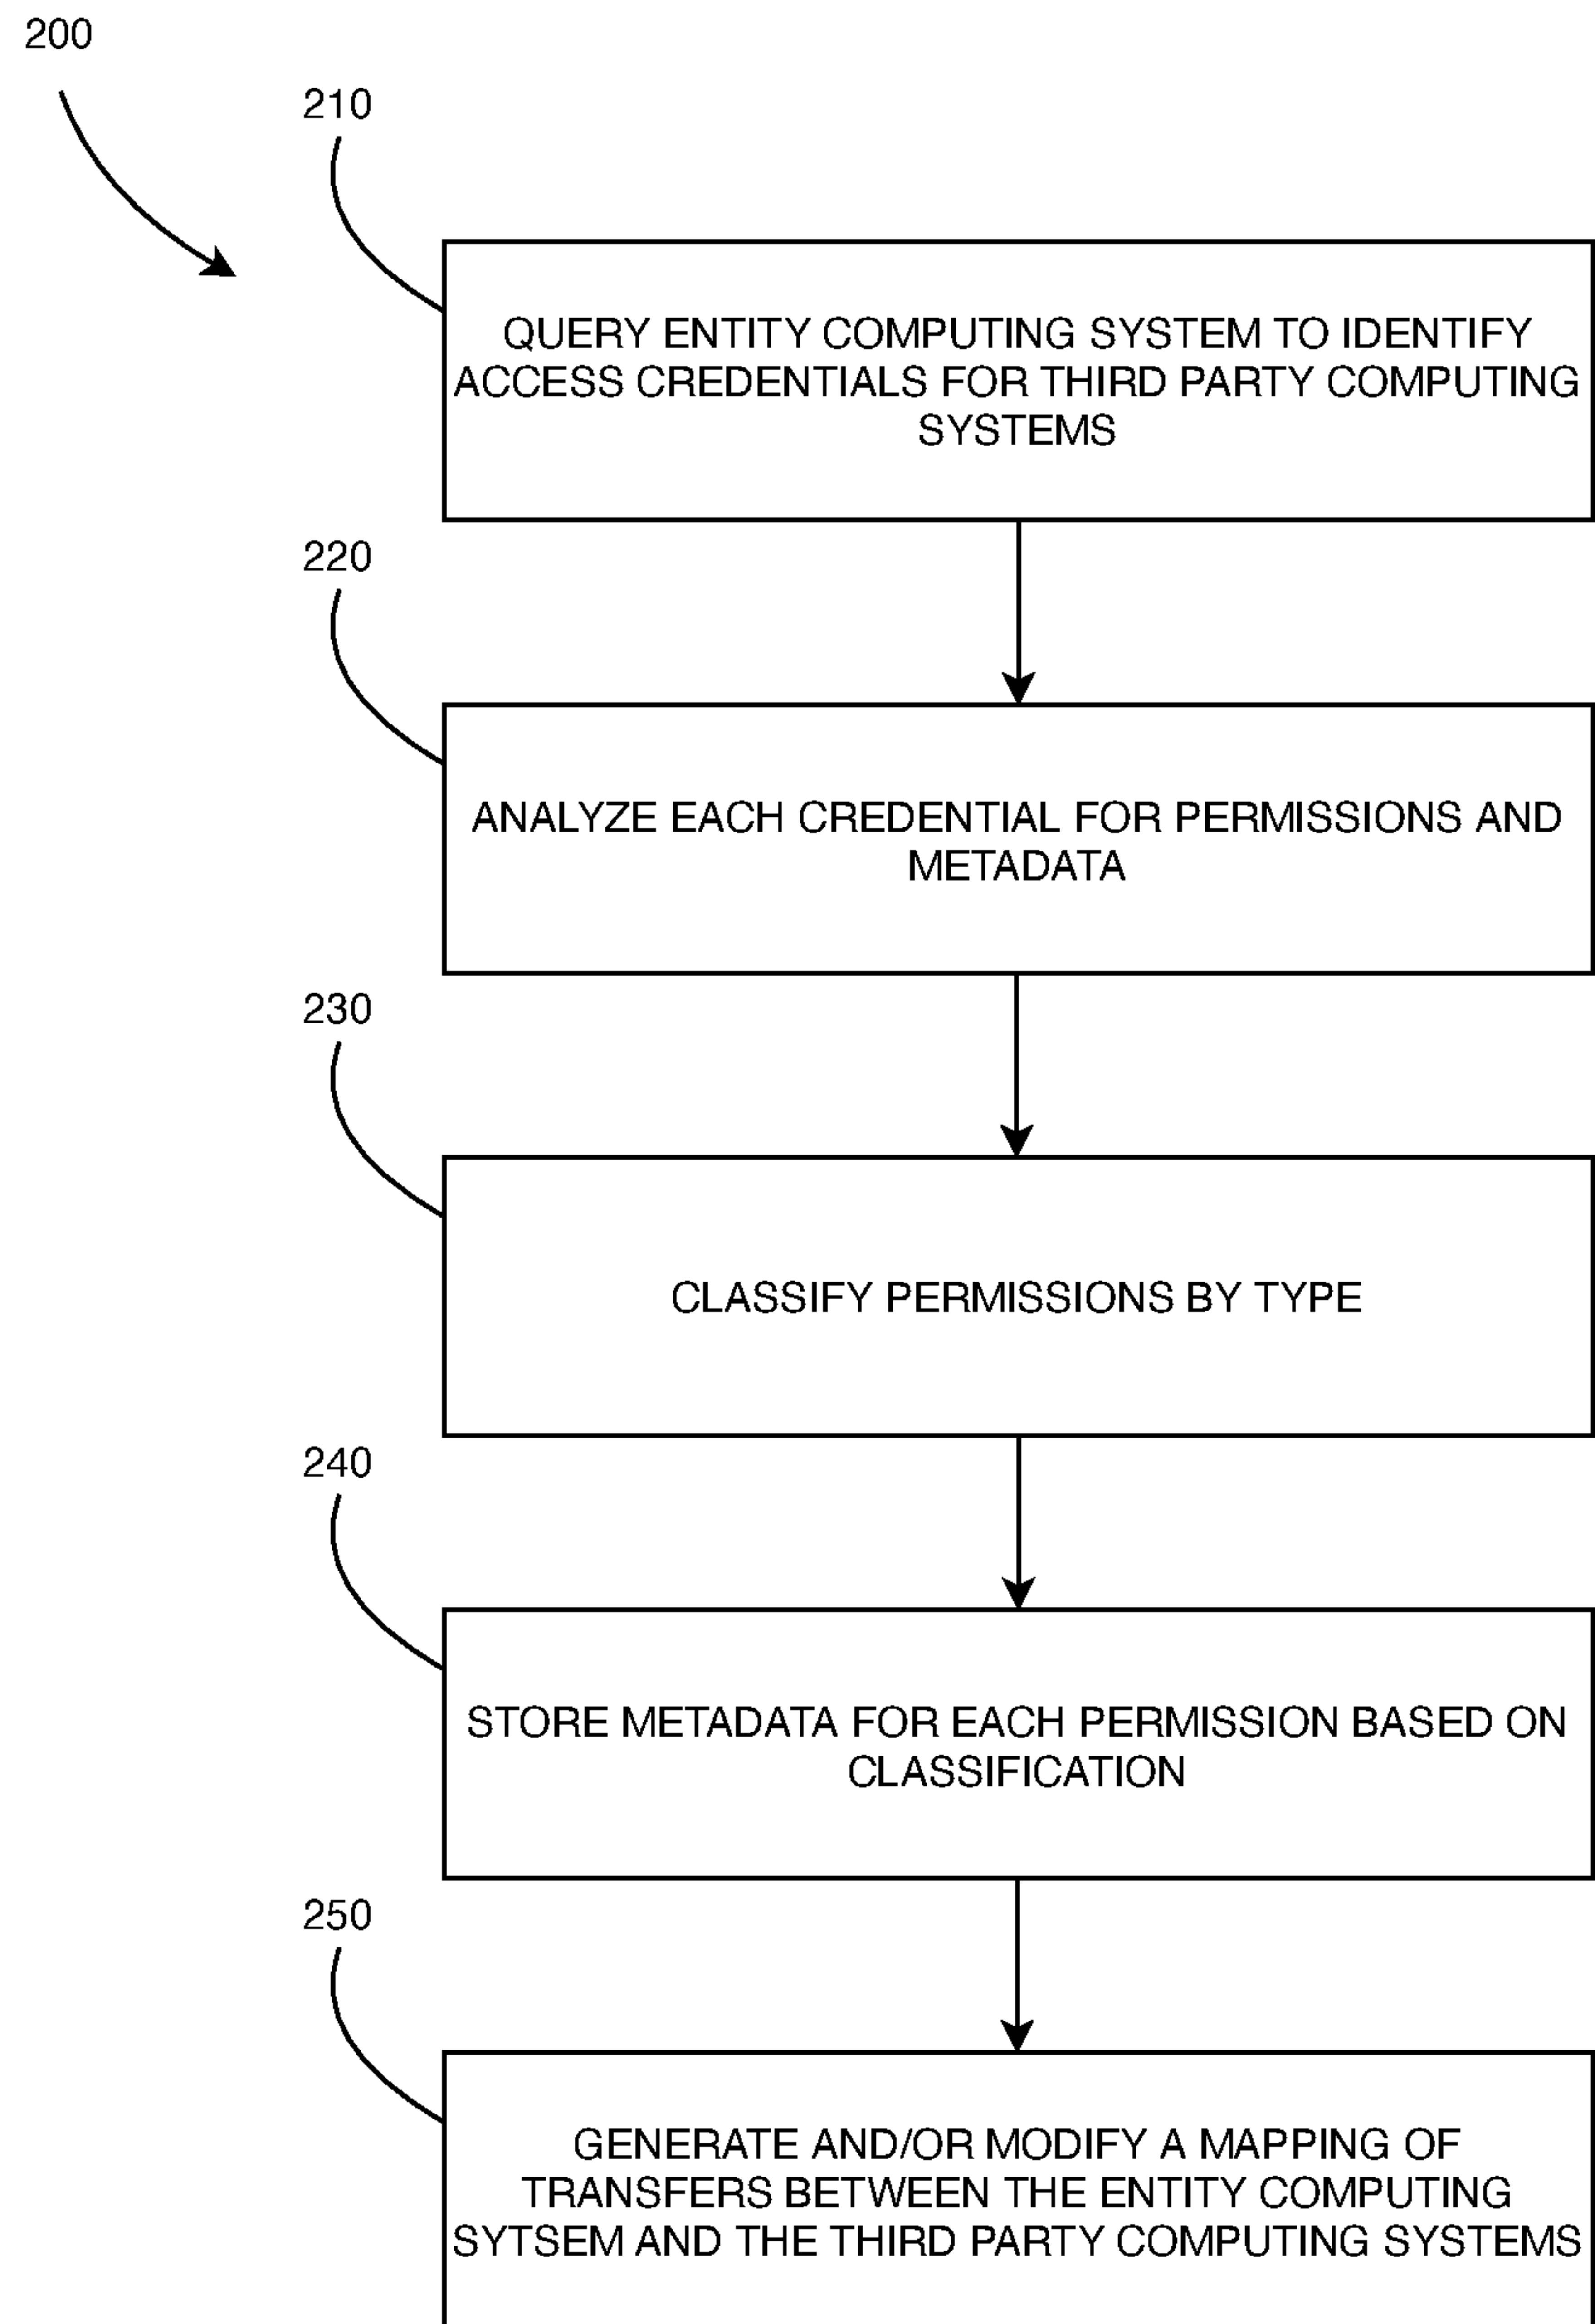 200
210
QUERY ENTITY COMPUTING SYSTEM TO IDENTIFY
ACCESS CREDENTIALS FOR THIRD PARTY COMPUTING
SYSTEMS
220
ANALYZE EACH CREDENTIAL FOR PERMISSIONS AND
METADATA
230
CLASSIFY PERMISSIONS BY TYPE
240
STORE METADATA FOR EACH PERMISSION BASED ON
CLASSIFICATION
250
GENERATE AND/OR MODIFY A MAPPING OF
TRANSFERS BETWEEN THE ENTITY COMPUTING
SYTSEM AND THE THIRD PARTY COMPUTING SYSTEMS